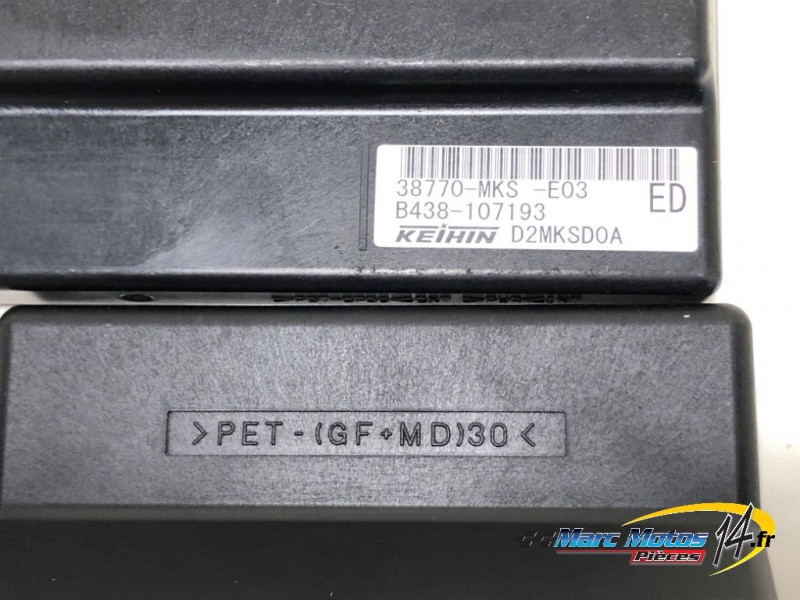 38770-MKS -E03
B438-107193
ED
KEIHIN D2MKSD0A
>PET-(GF+MD)30<
Marc Motos 14.fr
Pièces